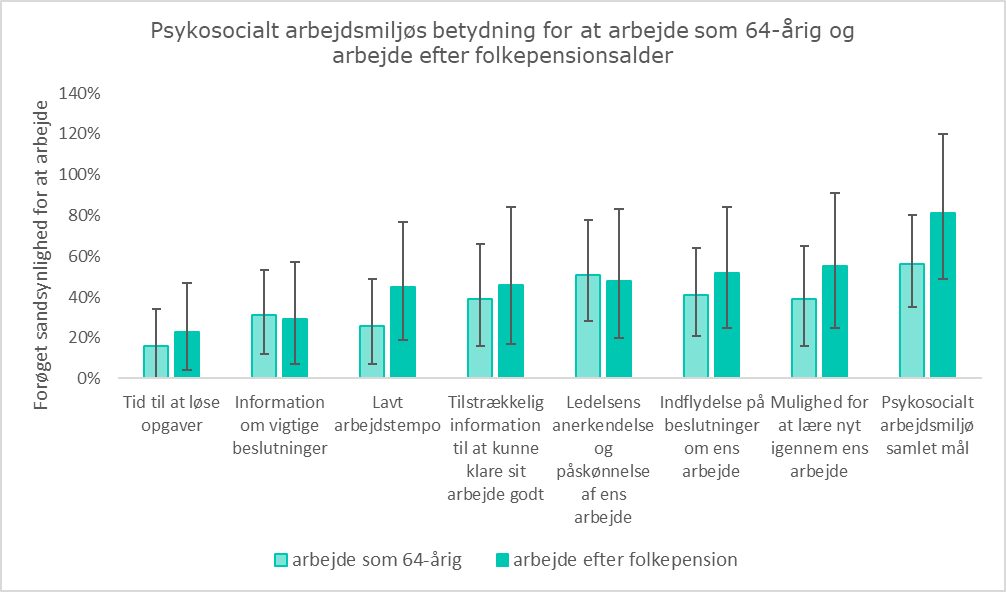 Psykosocialt arbejdsmiljøs betydning for at arbejde som 64-årig og
arbejde efter folkepensionsalder
Forøget sandsynlighed for at arbejde
140%
120%
100%
80%
60%
40%
20%
0%
Tid til at løse
opgaver
Information
om vigtige
beslutninger
Lavt
arbejdstempo
Tilstrækkelig
information
til at kunne
klare sit
arbejde godt
Ledelsens
anerkendelse
og
påskønnelse
af ens
arbejde
Indflydelse på
beslutninger
om ens
arbejde
Mulighed for
at lære nyt
igennem ens
arbejde
Psykosocialt
arbejdsmiljø
samlet mål
arbejde som 64-årig
arbejde efter folkepension